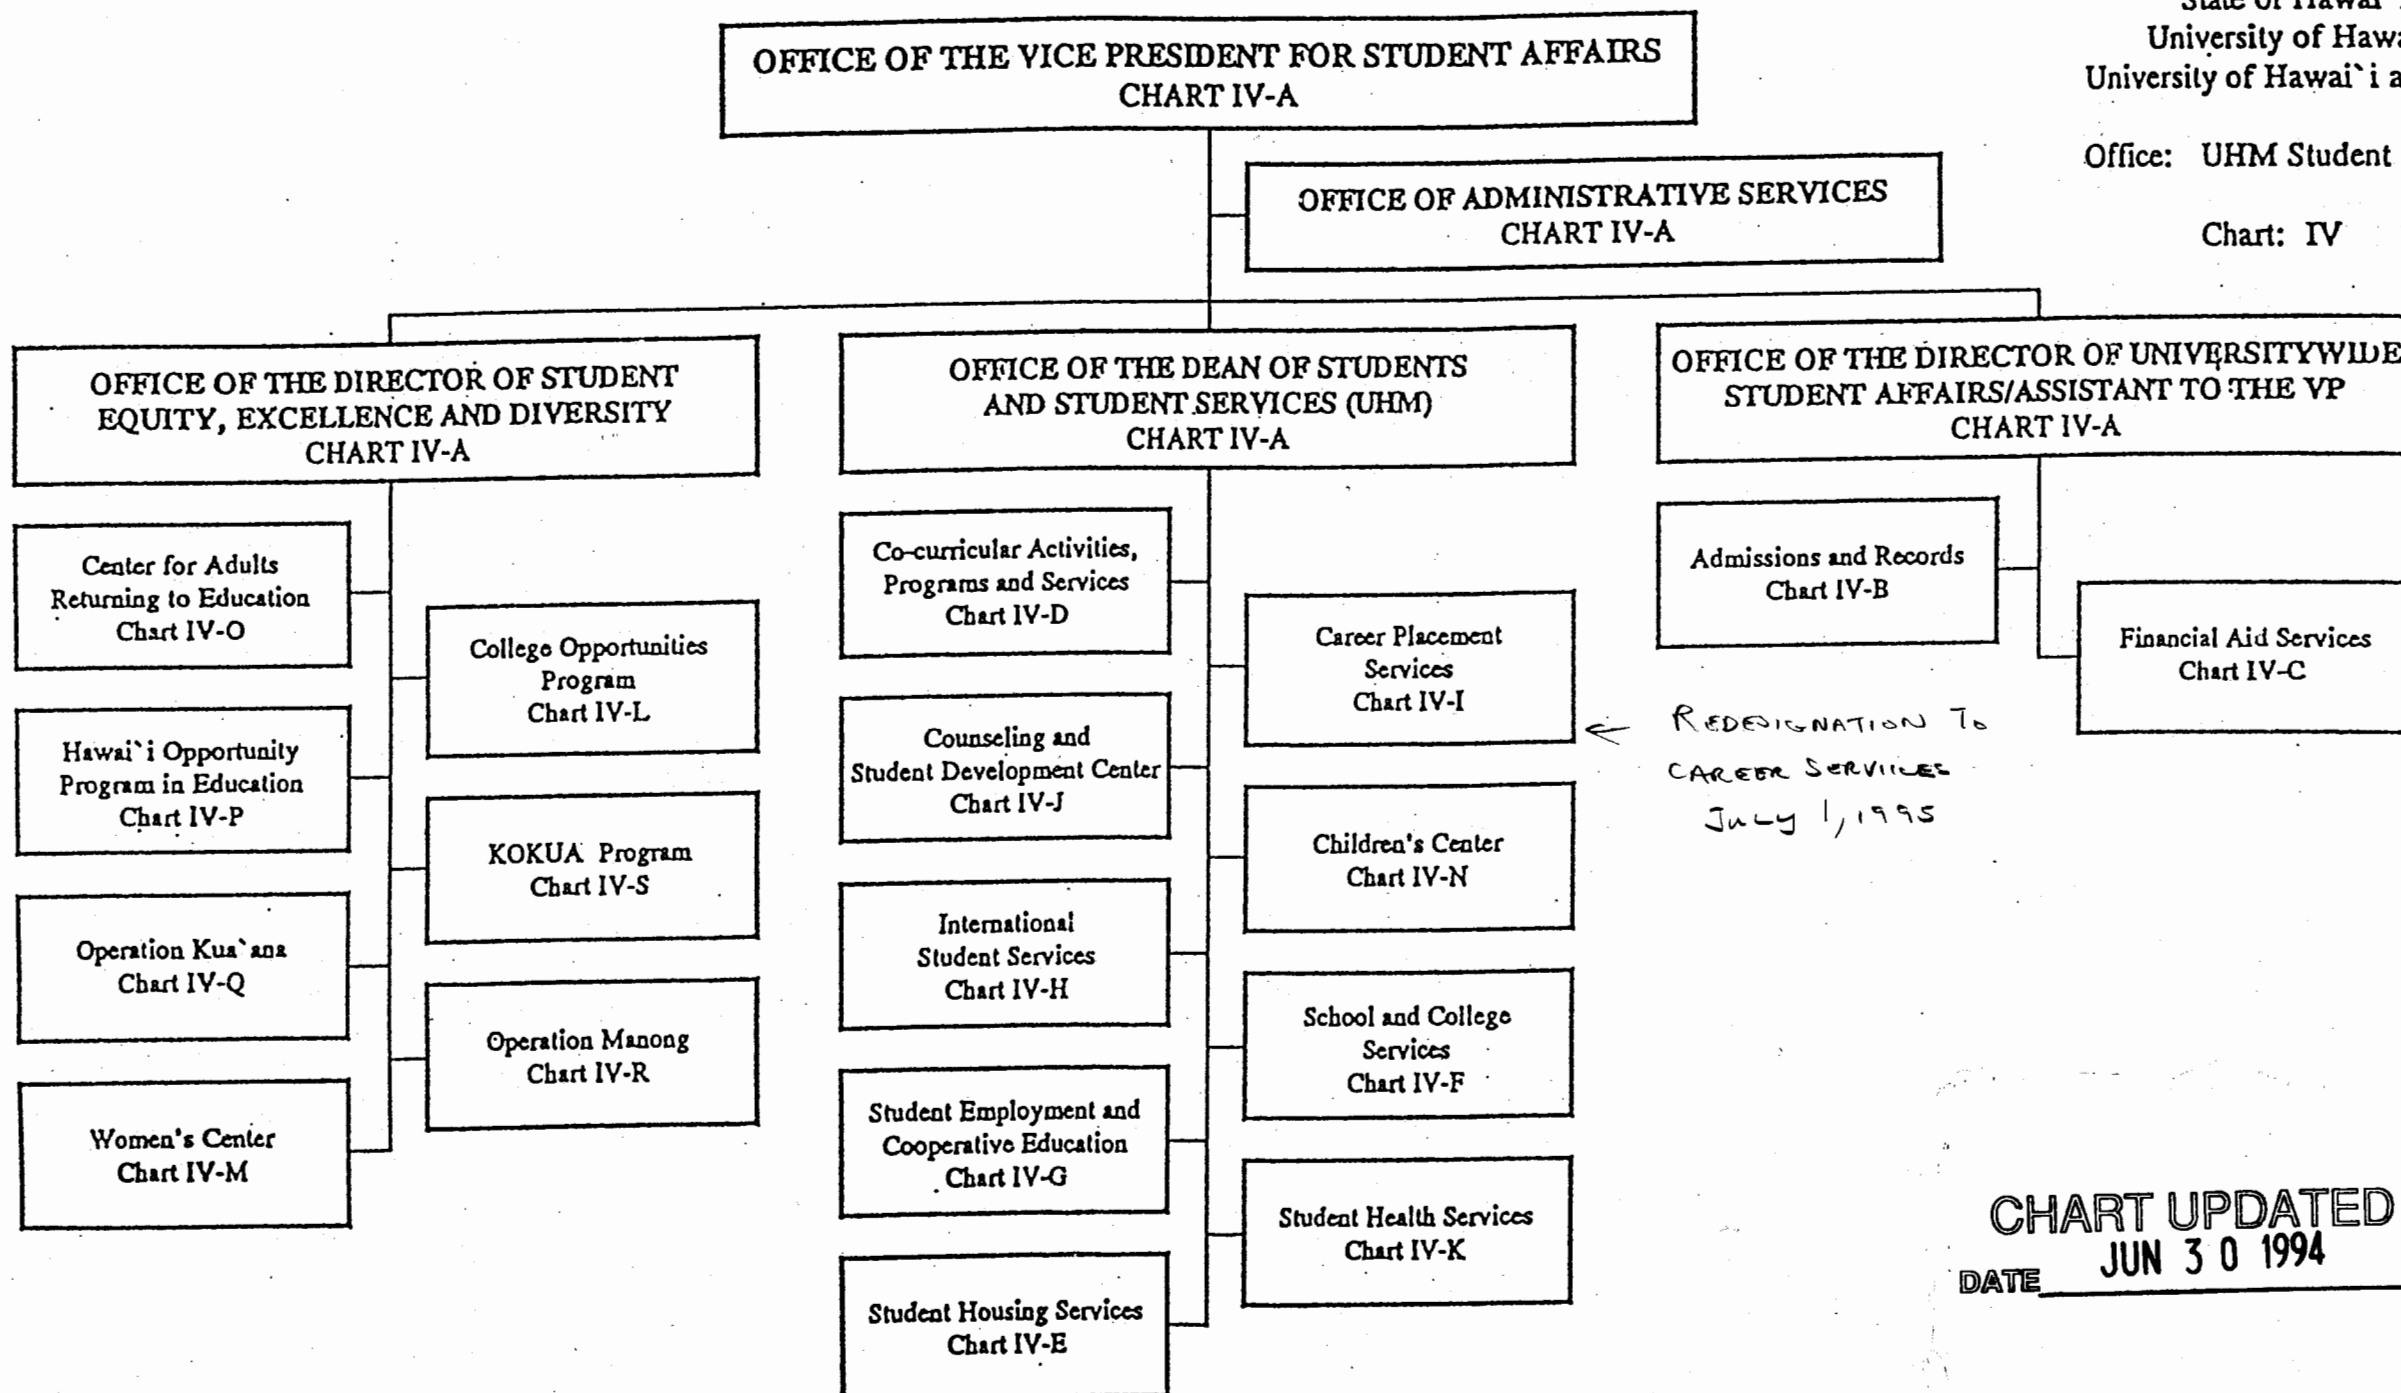 OFFICE OF THE VICE PRESIDENT FOR STUDENT AFFAIRS
CHART IV-A
State of Hawai`i
University of Hawa
University of Hawai`i a
Office: UHM Student
Chart: IV
OFFICE OF ADMINISTRATIVE SERVICES
CHART IV-A
OFFICE OF THE DIRECTOR OF STUDENT
EQUITY, EXCELLENCE AND DIVERSITY
CHART IV-A
OFFICE OF THE DEAN OF STUDENTS
AND STUDENT SERVICES (UHM)
CHART IV-A
OFFICE OF THE DIRECTOR OF UNIVERSITYWIDE
STUDENT AFFAIRS/ASSISTANT TO THE VP
CHART IV-A
Center for Adults
Returning to Education
Chart IV-O
College Opportunities
Program
Chart IV-L
Hawai`i Opportunity
Program in Education
Chart IV-P
KOKUA Program
Chart IV-S
Operation Kua`ana
Chart IV-Q
Operation Manong
Chart IV-R
Women's Center
Chart IV-M
Co-curricular Activities,
Programs and Services
Chart IV-D
Career Placement
Services
Chart IV-I
Counseling and
Student Development Center
Chart IV-J
Children's Center
Chart IV-N
International
Student Services
Chart IV-H
School and College
Services
Chart IV-F
Student Employment and
Cooperative Education
Chart IV-G
Student Health Services
Chart IV-K
Student Housing Services
Chart IV-E
Admissions and Records
Chart IV-B
Financial Aid Services
Chart IV-C
← REDESIGNATION TO
CAREER SERVIICES
JULY 1, 1995
CHART UPDATED
DATE JUN 30 1994